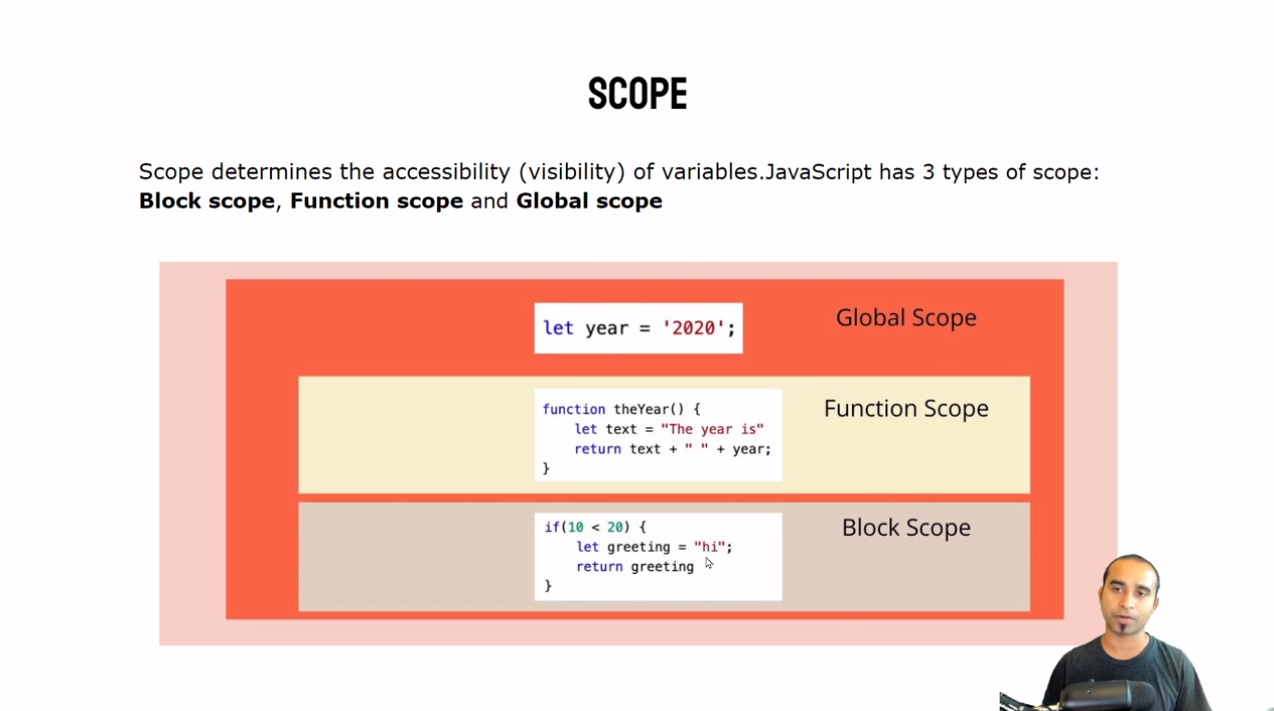 SCOPE
Scope determines the accessibility (visibility) of variables.JavaScript has 3 types of scope:
Block scope, Function scope and Global scope
let year = '2020';
Global Scope
function theYear() {
let text = "The year is"
return text + " " + year;
}
Function Scope
if(10 < 20) {
let greeting = "hi";
return greeting
}
Block Scope